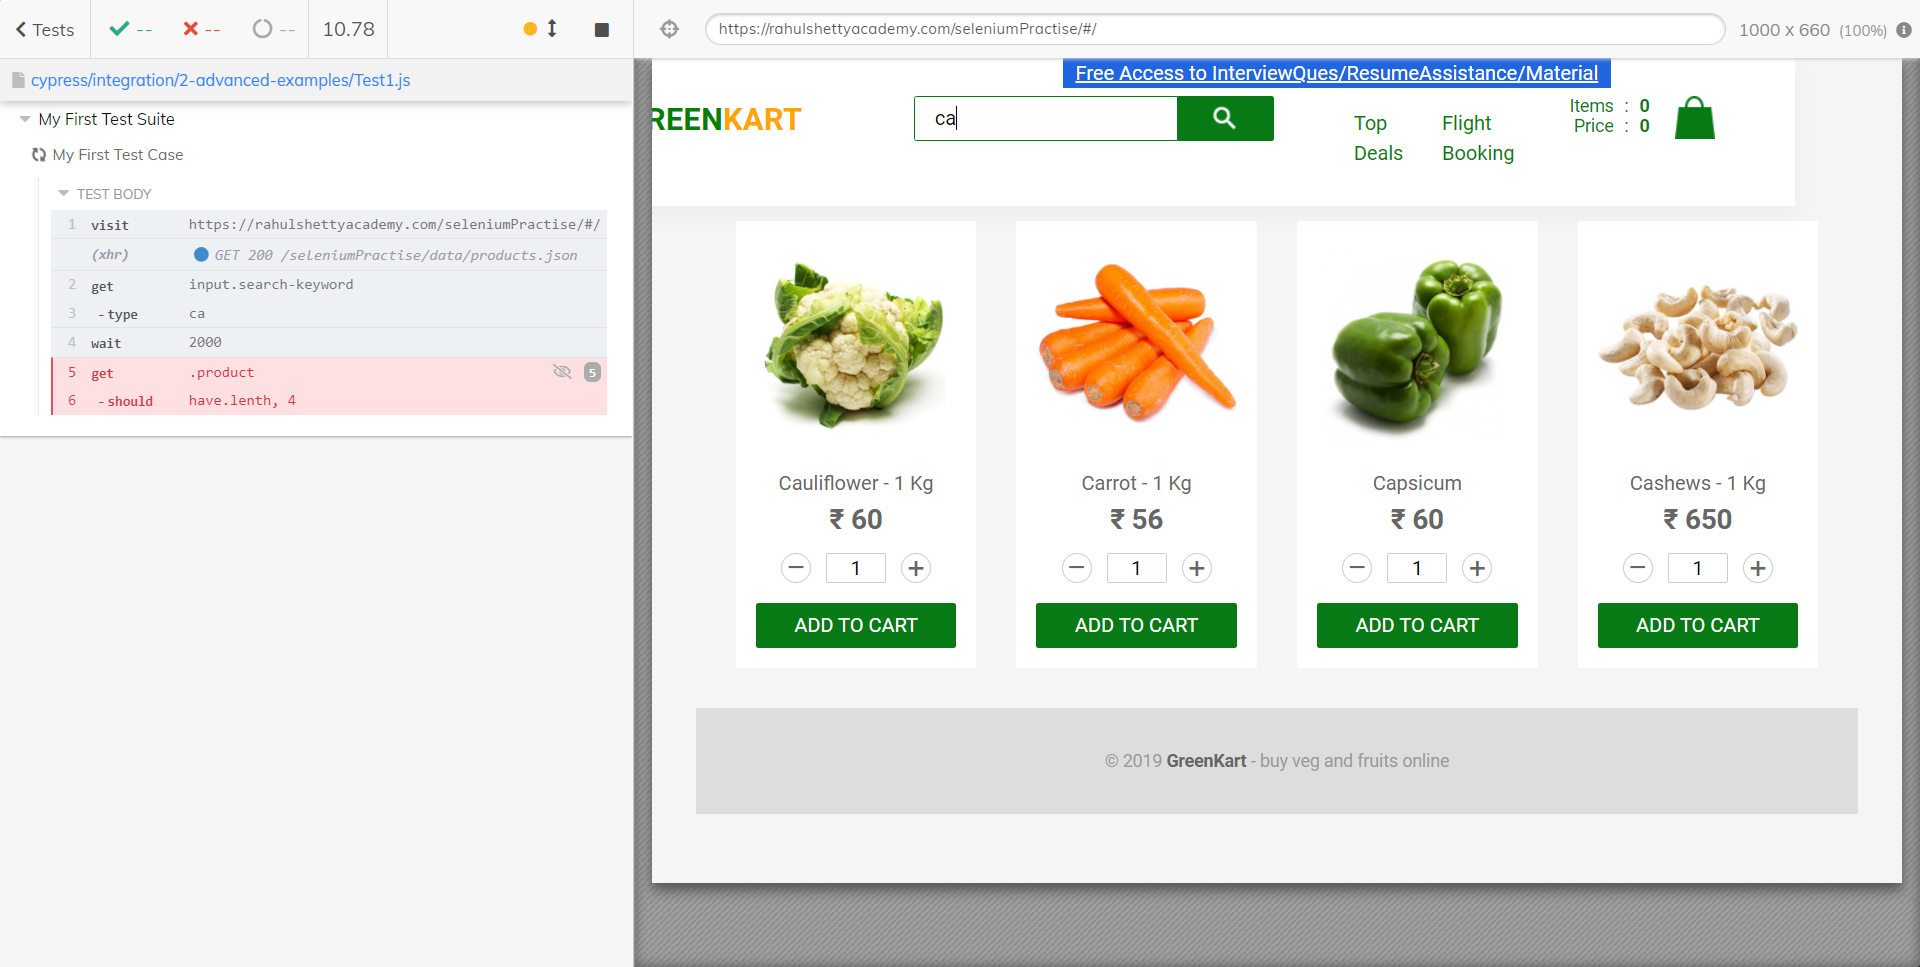 Tests -- -- -- 10.78
https://rahulshettyacademy.com/seleniumPractise/#/ 1000 x 660 (100%)
cypress/integration/2-advanced-examples/Test1.js
My First Test Suite
My First Test Case
TEST BODY
1 visit https://rahulshettyacademy.com/seleniumPractise/#/
(xhr) GET 200 /seleniumPractise/data/products.json
2 get input.search-keyword
3 -type ca
4 wait 2000
5 get .product 5
6 -should have.lenth, 4
Free Access to InterviewQues/ResumeAssistance/Material
REENKART
ca
Top
Deals
Flight
Booking
Items : 0
Price : 0
Cauliflower - 1 Kg
₹ 60
− 1 +
ADD TO CART
Carrot - 1 Kg
₹ 56
− 1 +
ADD TO CART
Capsicum
₹ 60
− 1 +
ADD TO CART
Cashews - 1 Kg
₹ 650
− 1 +
ADD TO CART
© 2019 GreenKart - buy veg and fruits online